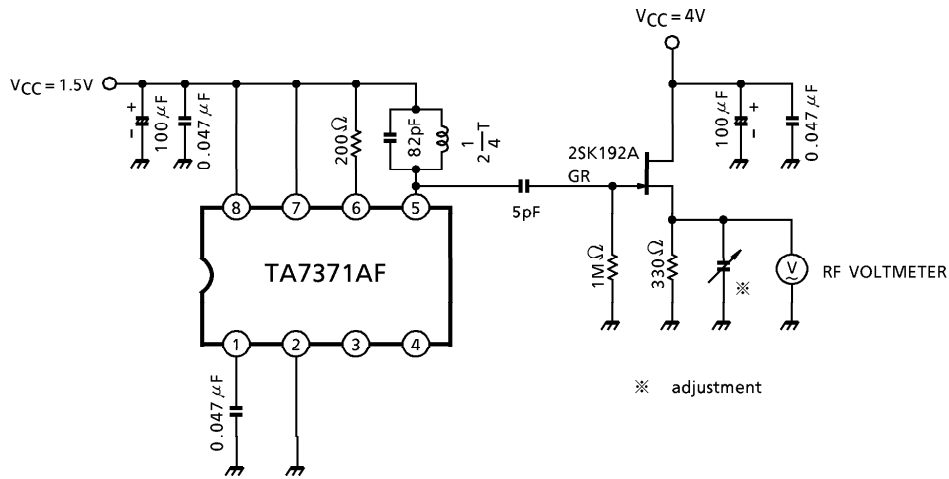 VCC = 4V
VCC = 1.5V
+
−
100 μF
0.047 μF
200Ω
82pF
2 1/4 T
5pF
2SK192A
GR
+
−
100 μF
0.047 μF
8
7
6
5
TA7371AF
1MΩ
330Ω
※
V
~
RF VOLTMETER
1
2
3
4
0.047 μF
※ adjustment